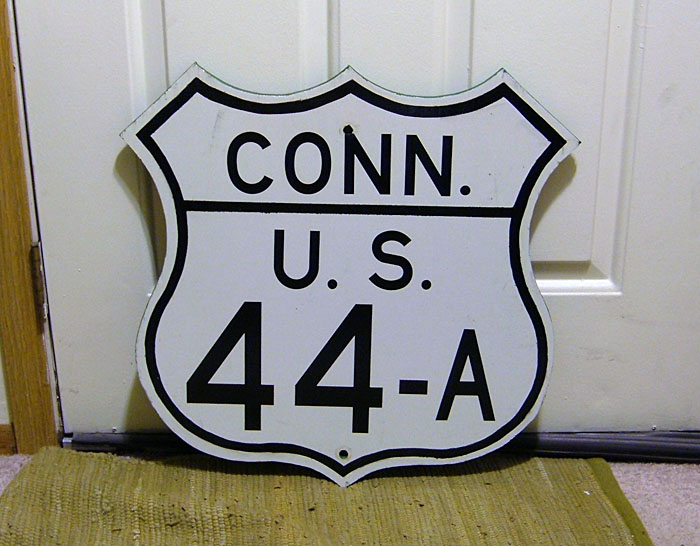 CONN.
U. S.
44-A